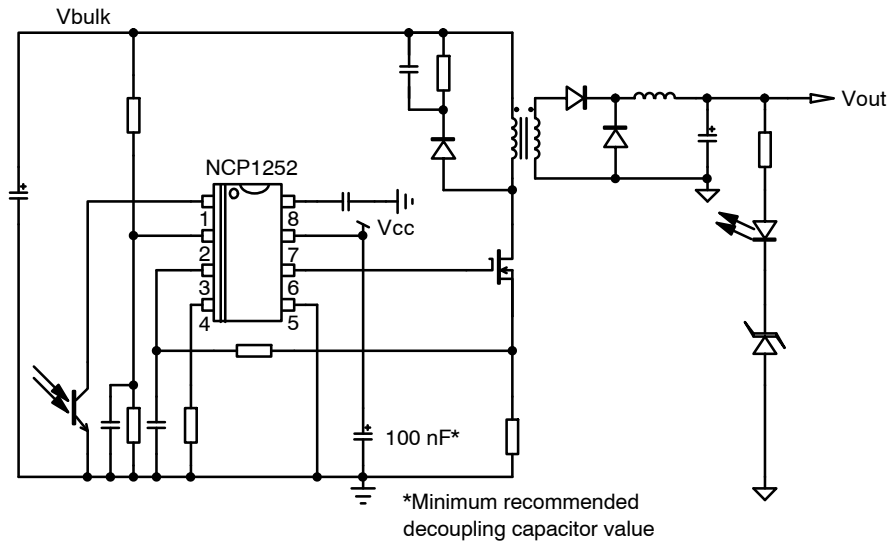 Vbulk
Vout
NCP1252
1
8
Vcc
2
7
3
6
4
5
100 nF*
*Minimum recommended
decoupling capacitor value